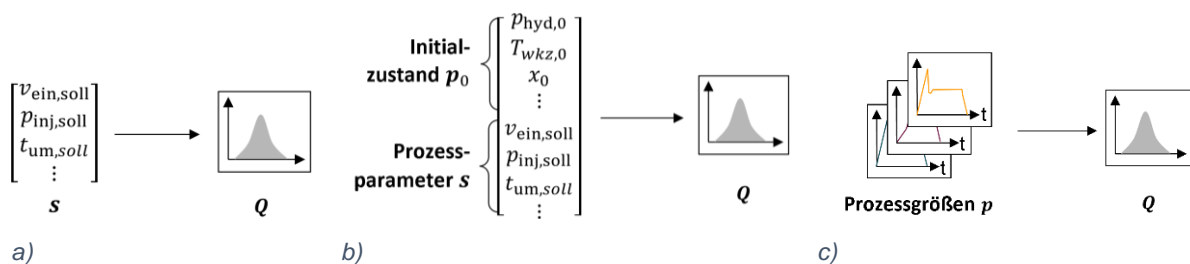 v_ein,soll
p_inj,soll
t_um,soll
⋮
s
Q
a)
Initial-
zustand p_0
p_hyd,0
T_wkz,0
x_0
⋮
Prozess-
parameter s
v_ein,soll
p_inj,soll
t_um,soll
⋮
Q
b)
t
t
t
Prozessgrößen p
Q
c)